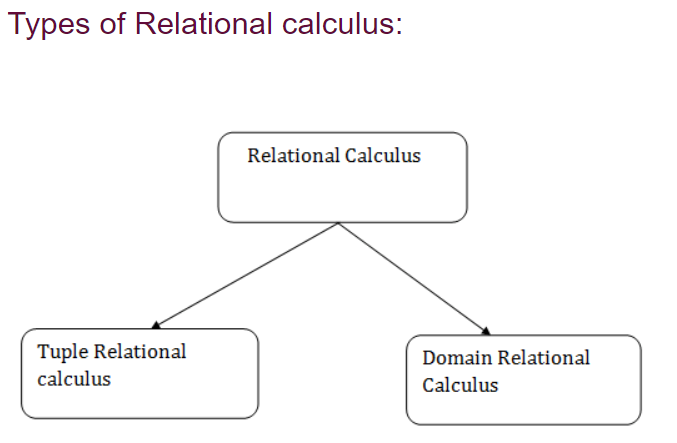 Types of Relational calculus:
Relational Calculus
Tuple Relational
calculus
Domain Relational
Calculus